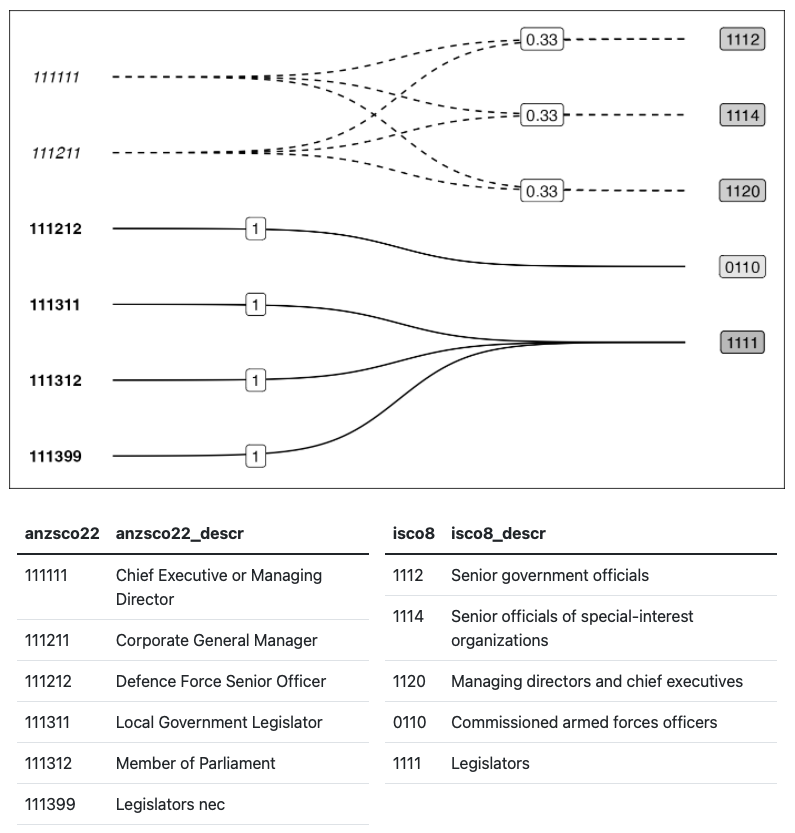 111111
111211
111212
111311
111312
111399
0.33
0.33
0.33
1
1
1
1
1112
1114
1120
0110
1111
anzsco22 anzsco22_descr
111111 Chief Executive or Managing
Director
111211 Corporate General Manager
111212 Defence Force Senior Officer
111311 Local Government Legislator
111312 Member of Parliament
111399 Legislators nec
isco8 isco8_descr
1112 Senior government officials
1114 Senior officials of special-interest
organizations
1120 Managing directors and chief executives
0110 Commissioned armed forces officers
1111 Legislators